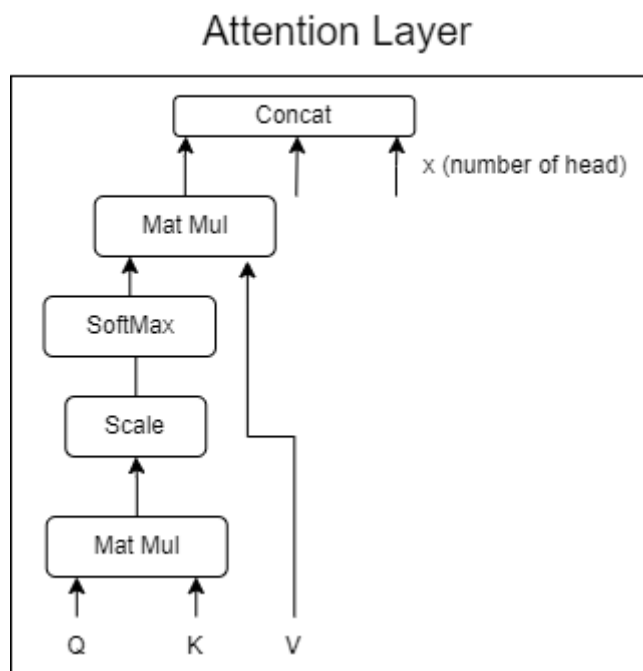 Attention Layer
Concat
x (number of head)
Mat Mul
SoftMax
Scale
Mat Mul
Q K V